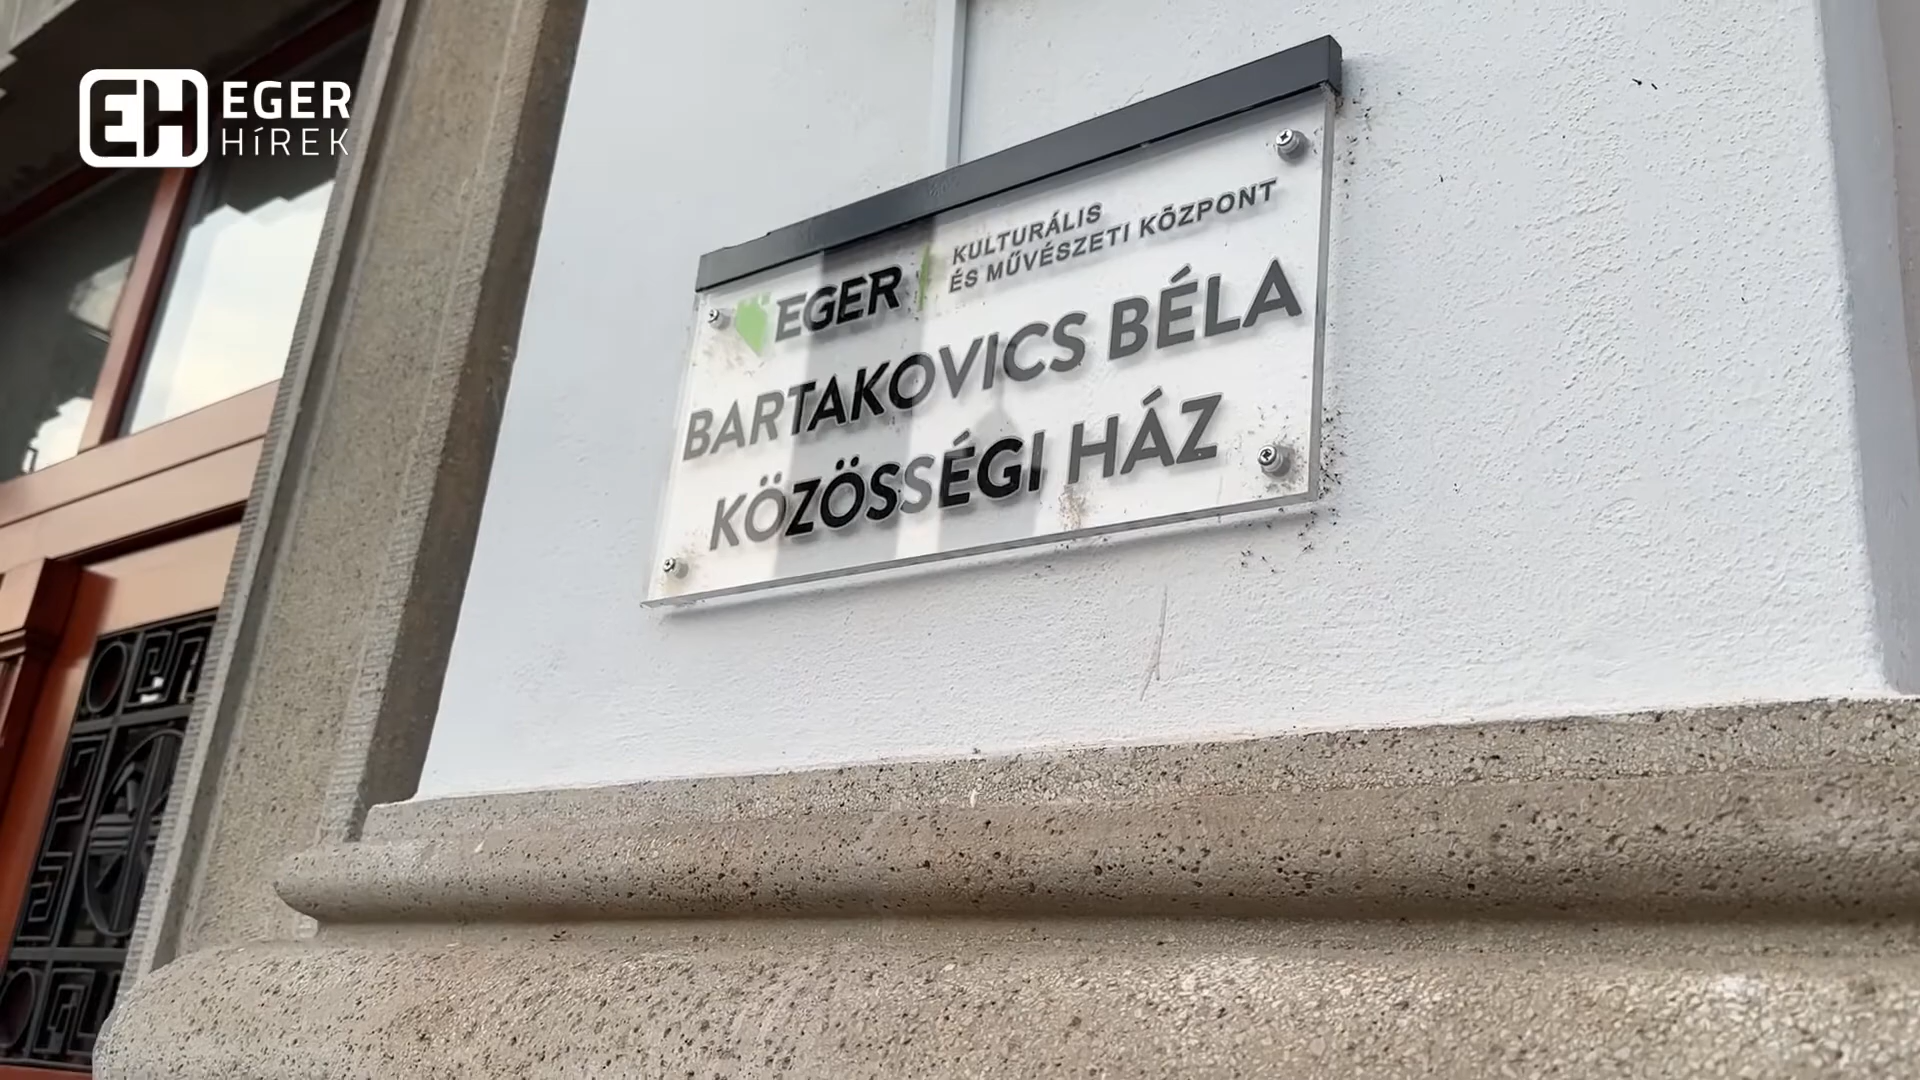 EH EGER
HÍREK
EGER
KULTURÁLIS
ÉS MŰVÉSZETI KÖZPONT
BARTAKOVICS BÉLA
KÖZÖSSÉGI HÁZ